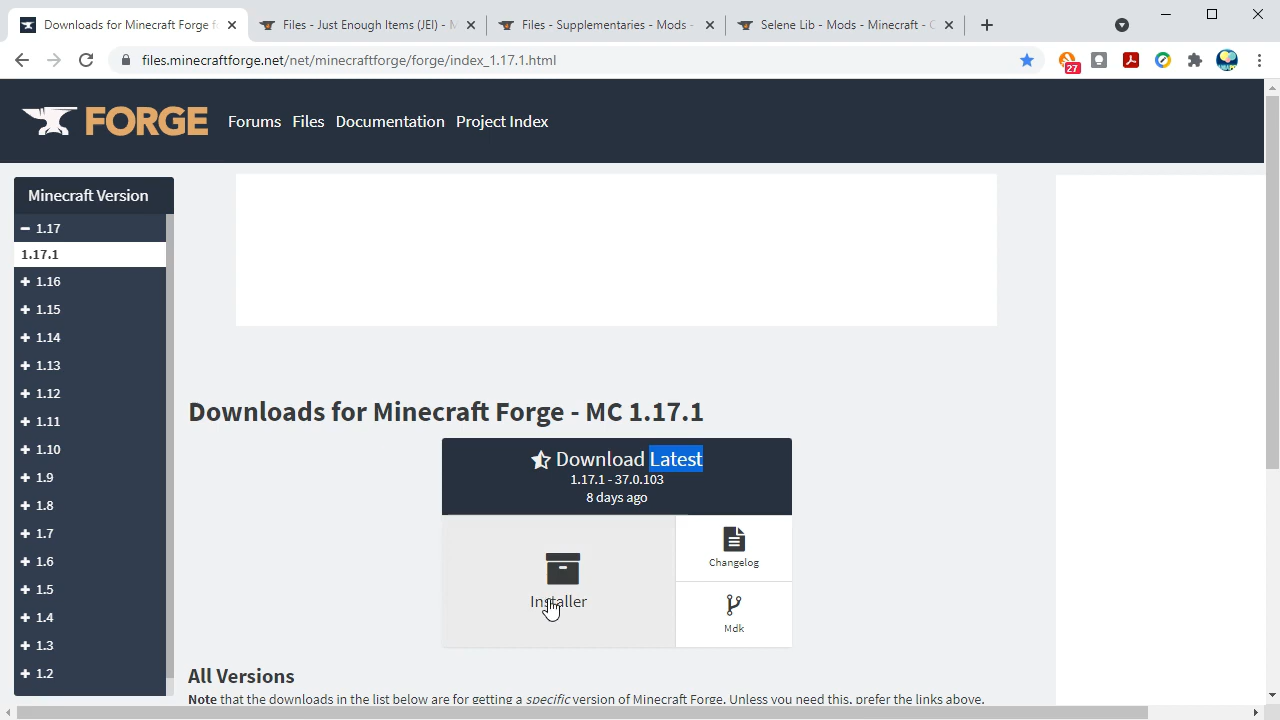 Downloads for Minecraft Forge f
Files - Just Enough Items (JEI) - M
Files - Supplementaries - Mods -
Selene Lib - Mods - Minecraft - C
files.minecraftforge.net/net/minecraftforge/forge/index_1.17.1.html
27
FORGE
Forums Files Documentation Project Index
Minecraft Version
1.17
1.17.1
1.16
1.15
1.14
1.13
1.12
1.11
1.10
1.9
1.8
1.7
1.6
1.5
1.4
1.3
1.2
Downloads for Minecraft Forge - MC 1.17.1
Download Latest
1.17.1 - 37.0.103
8 days ago
Installer
Changelog
Mdk
All Versions
Note that the downloads in the list below are for getting a specific version of Minecraft Forge. Unless you need this, prefer the links above.